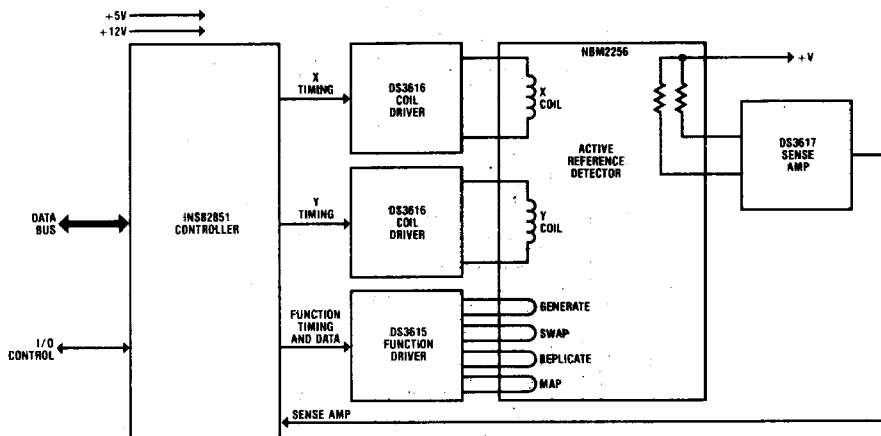 +5V
+12V
NBM2256
X
TIMING
DS3616
COIL
DRIVER
X
COIL
+V
DS3617
SENSE
AMP
ACTIVE
REFERENCE
DETECTOR
DATA
BUS
INS82851
CONTROLLER
Y
TIMING
DS3616
COIL
DRIVER
Y
COIL
I/O
CONTROL
FUNCTION
TIMING
AND DATA
DS3615
FUNCTION
DRIVER
GENERATE
SWAP
REPLICATE
MAP
SENSE AMP